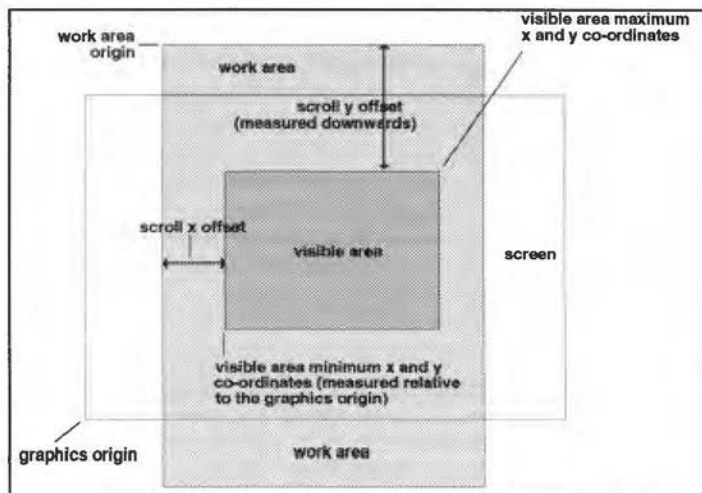 visible area maximum
x and y co-ordinates
work area
origin
work area
scroll y offset
(measured downwards)
scroll x offset
visible area
screen
visible area minimum x and y
co-ordinates (measured relative
to the graphics origin)
graphics origin
work area